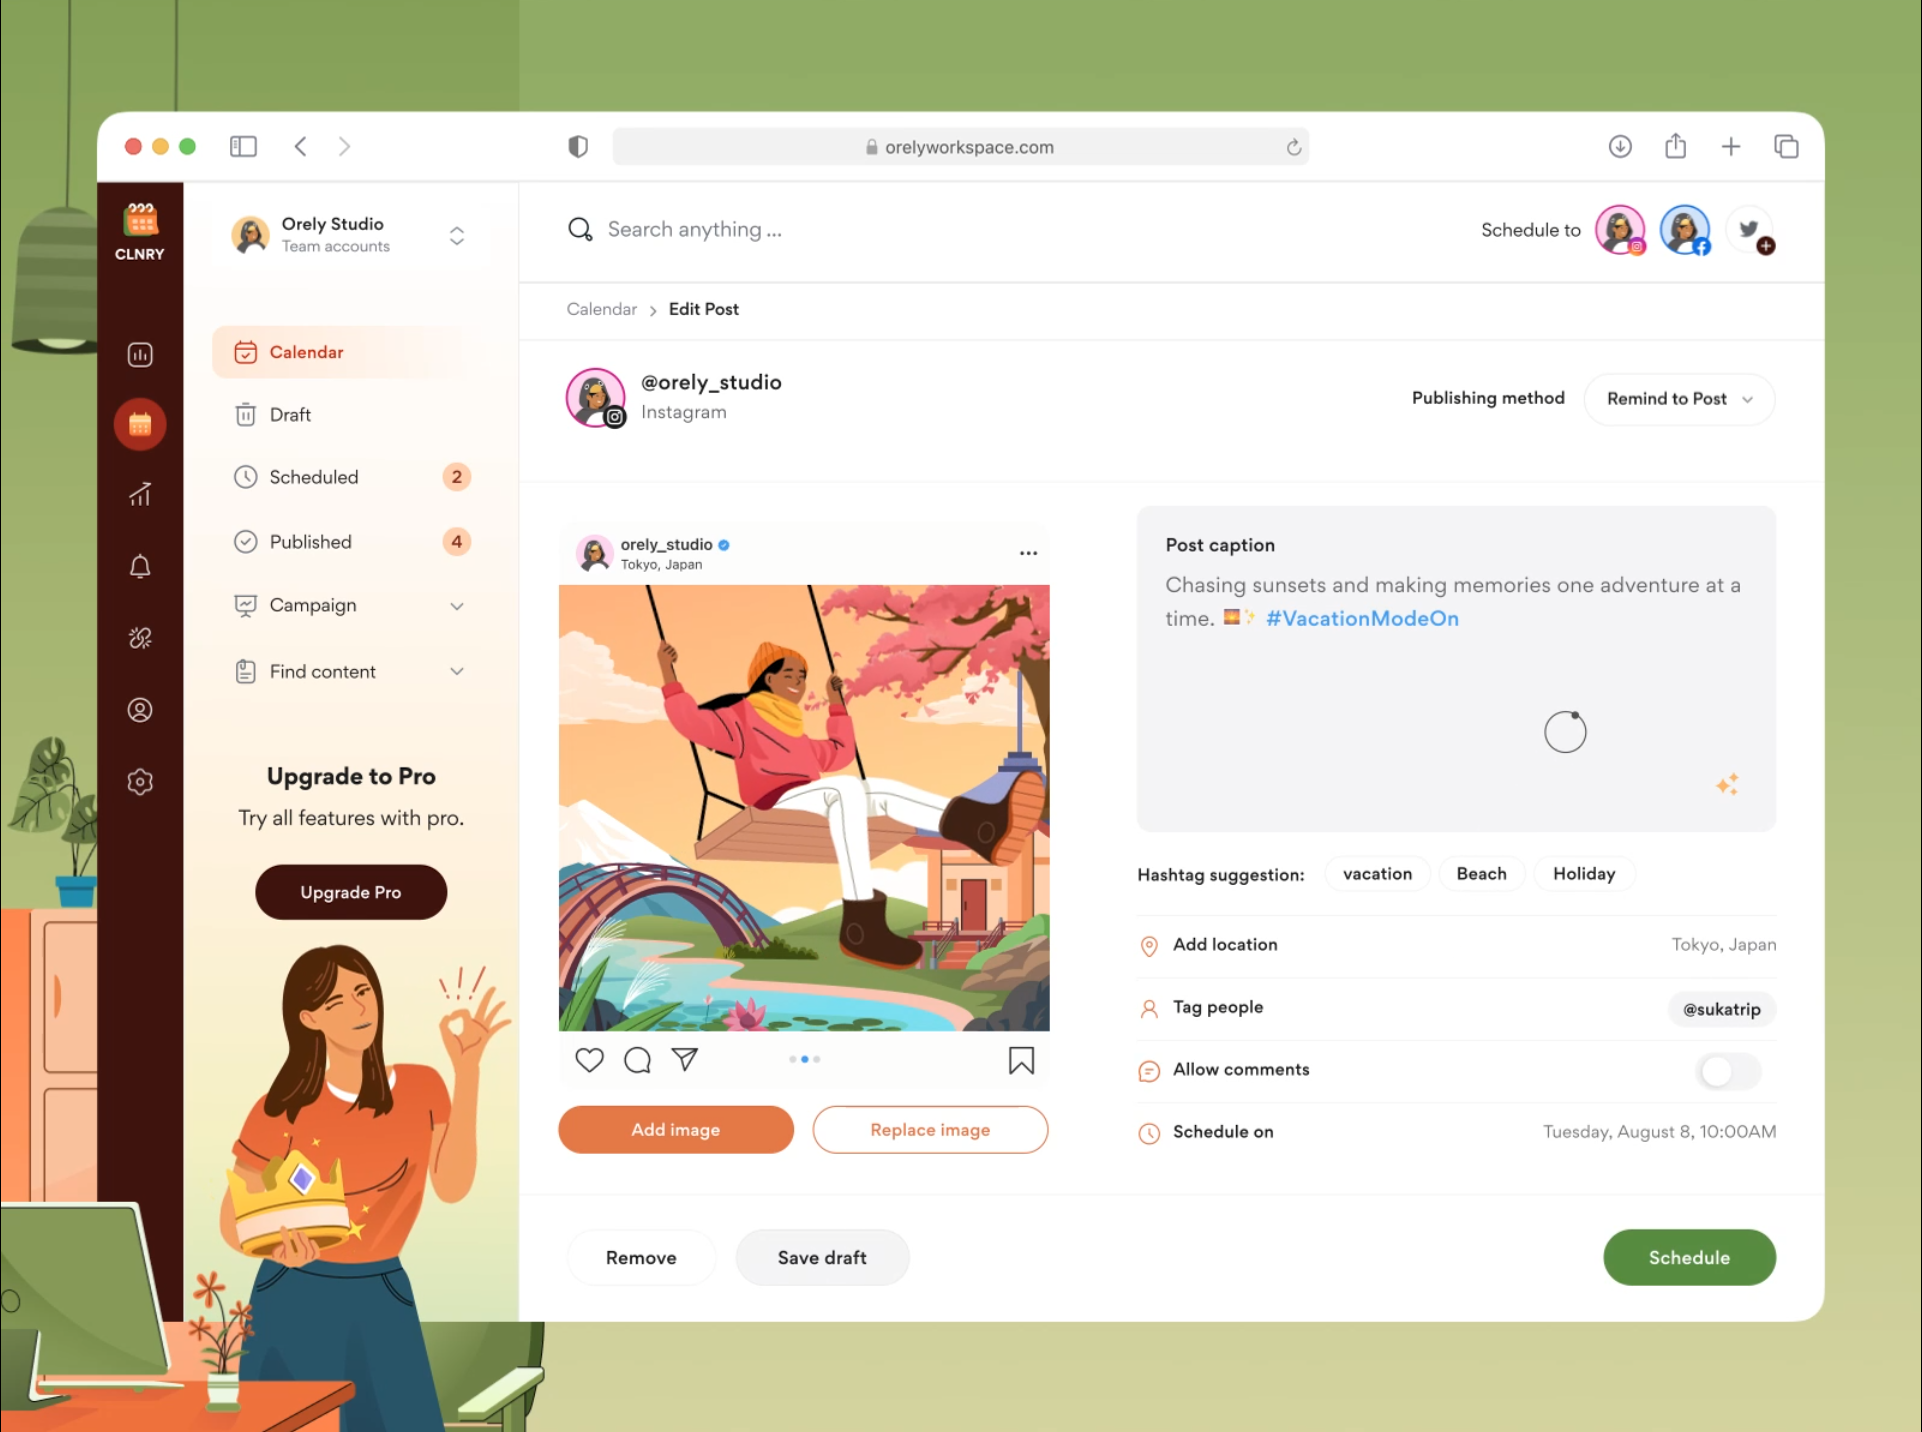 orelyworkspace.com
CLNRY
Orely Studio
Team accounts
Search anything ...
Schedule to
Calendar
Draft
Scheduled
2
Published
4
Campaign
Find content
Upgrade to Pro
Try all features with pro.
Upgrade Pro
Calendar > Edit Post
@orely_studio
Instagram
Publishing method
Remind to Post
orely_studio
Tokyo, Japan
Add image
Replace image
Post caption
Chasing sunsets and making memories one adventure at a
time. 🌅✨ #VacationModeOn
Hashtag suggestion:
vacation
Beach
Holiday
Add location
Tokyo, Japan
Tag people
@sukatrip
Allow comments
Schedule on
Tuesday, August 8, 10:00AM
Remove
Save draft
Schedule